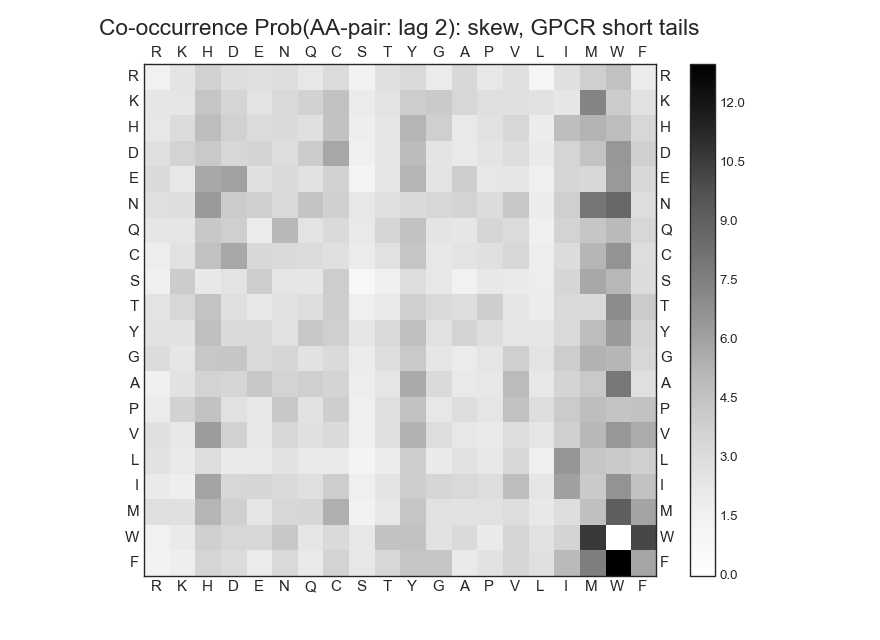 Co-occurrence Prob(AA-pair: lag 2): skew, GPCR short tails
R K H D E N Q C S T Y G A P V L I M W F
R R
K K 12.0
H H
D D 10.5
E E
N N 9.0
Q Q
C C 7.5
S S
T T
Y Y 6.0
G G
A A 4.5
P P
V V
L L 3.0
I I
M M 1.5
W W
F F 0.0
R K H D E N Q C S T Y G A P V L I M W F